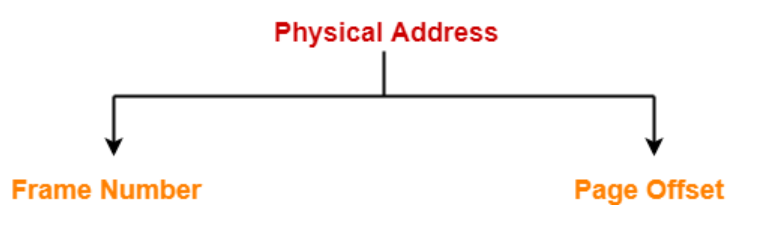 Physical Address
Frame Number
Page Offset